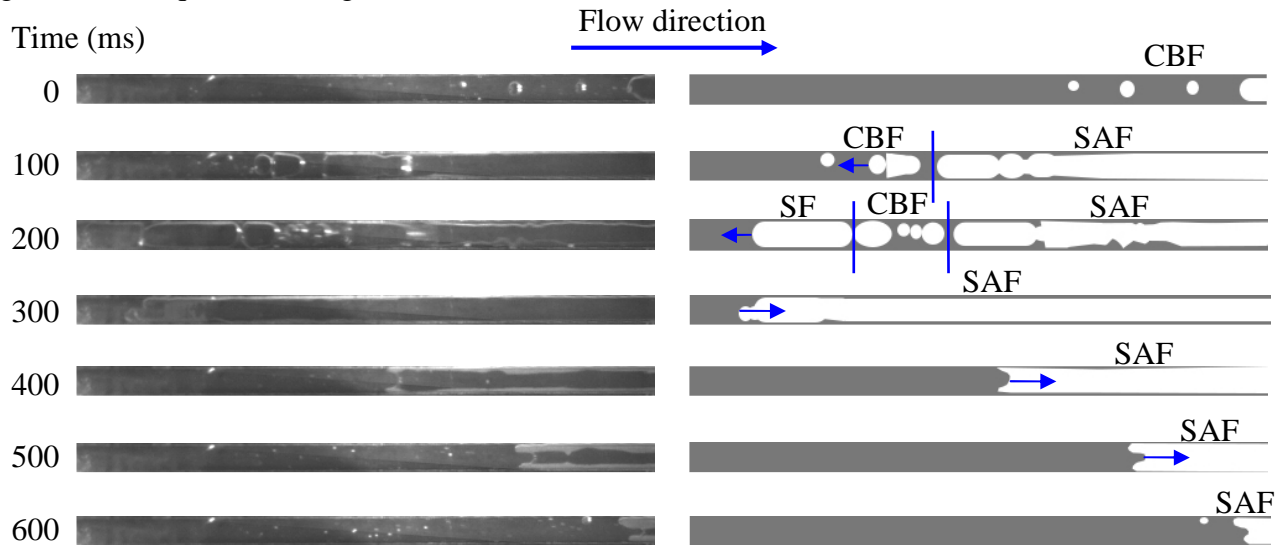 Flow direction
Time (ms)
CBF
0
CBF SAF
100
SF CBF SAF
200
SAF
300
SAF
400
SAF
500
SAF
600